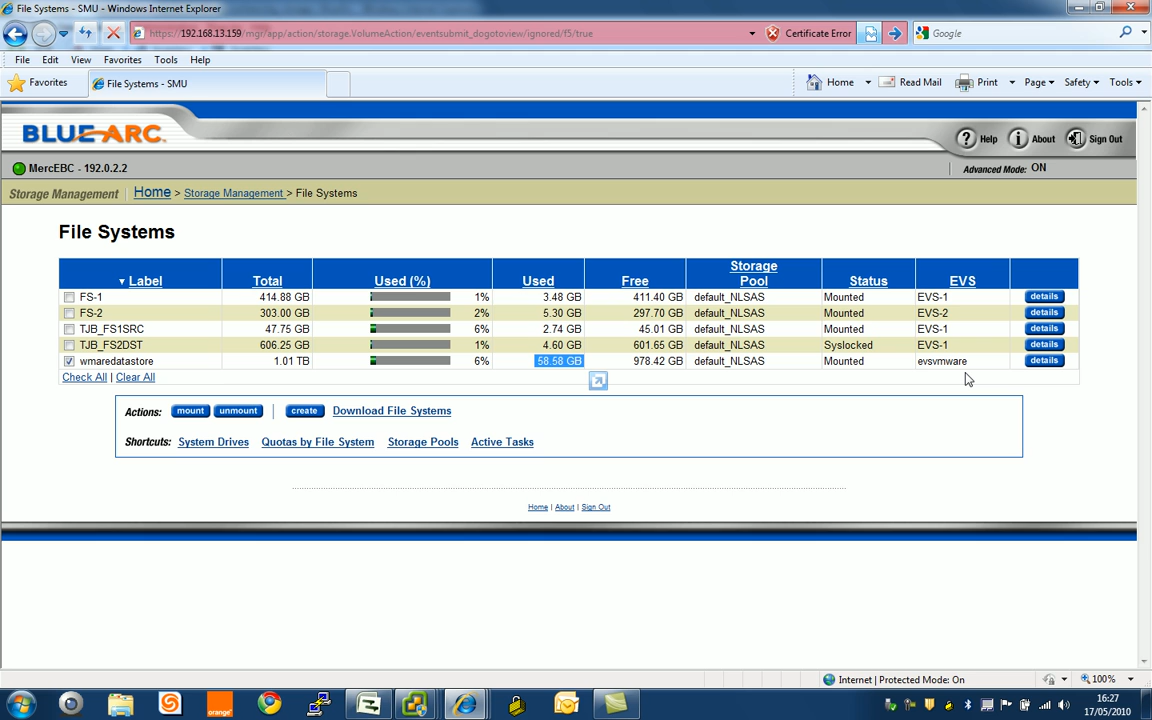 File Systems - SMU - Windows Internet Explorer
https://192.168.13.159/mgr/app/action/storage.VolumeAction/eventsubmit_dogotoview/ignored/f5/true
Certificate Error
Google
File Edit View Favorites Tools Help
Favorites
File Systems - SMU
Home Read Mail Print Page Safety Tools
BLUEARC
Help About Sign Out
MercEBC - 192.0.2.2
Advanced Mode: ON
Storage Management Home > Storage Management > File Systems
File Systems
Label Total Used (%) Used Free Storage Pool Status EVS
FS-1 414.88 GB 1% 3.48 GB 411.40 GB default_NLSAS Mounted EVS-1 details
FS-2 303.00 GB 2% 5.30 GB 297.70 GB default_NLSAS Mounted EVS-2 details
TJB_FS1SRC 47.75 GB 6% 2.74 GB 45.01 GB default_NLSAS Mounted EVS-1 details
TJB_FS2DST 606.25 GB 1% 4.60 GB 601.65 GB default_NLSAS Syslocked EVS-1 details
wmaredatastore 1.01 TB 6% 58.58 GB 978.42 GB default_NLSAS Mounted evsvmware details
Check All | Clear All
Actions: mount unmount | create Download File Systems
Shortcuts: System Drives Quotas by File System Storage Pools Active Tasks
Home | About | Sign Out
Internet | Protected Mode: On
100%
orange
16:27
17/05/2010